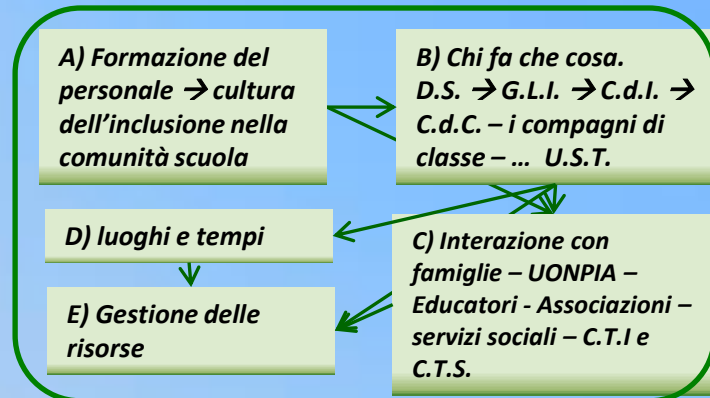 A) Formazione del
personale → cultura
dell’inclusione nella
comunità scuola
B) Chi fa che cosa.
D.S. → G.L.I. → C.d.I. →
C.d.C. – i compagni di
classe – … U.S.T.
D) luoghi e tempi
C) Interazione con
famiglie – UONPIA –
Educatori - Associazioni –
servizi sociali – C.T.I e
C.T.S.
E) Gestione delle
risorse